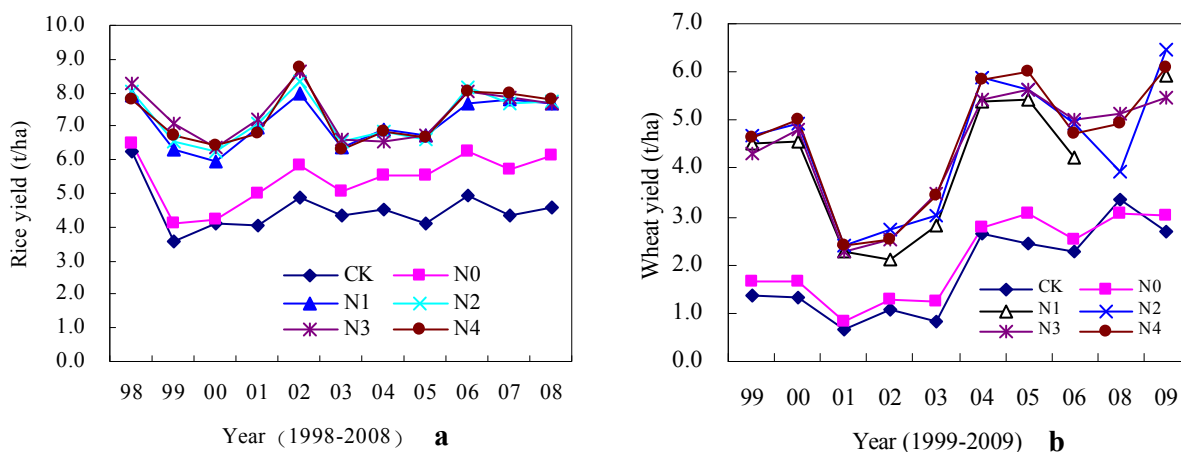 Rice yield (t/ha)
10.0
9.0
8.0
7.0
6.0
5.0
4.0
3.0
2.0
1.0
0.0
CK N0
N1 N2
N3 N4
98 99 00 01 02 03 04 05 06 07 08
Year (1998-2008) a
Wheat yield (t/ha)
7.0
6.0
5.0
4.0
3.0
2.0
1.0
0.0
CK N0
N1 N2
N3 N4
99 00 01 02 03 04 05 06 08 09
Year (1999-2009) b